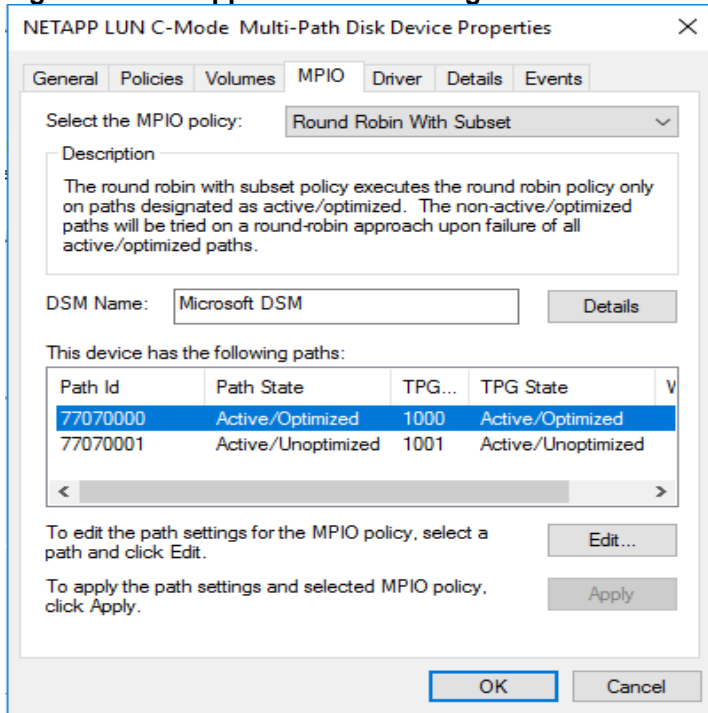 NETAPP LUN C-Mode Multi-Path Disk Device Properties
General Policies Volumes MPIO Driver Details Events
Select the MPIO policy: Round Robin With Subset
Description
The round robin with subset policy executes the round robin policy only
on paths designated as active/optimized. The non-active/optimized
paths will be tried on a round-robin approach upon failure of all
active/optimized paths.
DSM Name: Microsoft DSM Details
This device has the following paths:
Path Id Path State TPG... TPG State
77070000 Active/Optimized 1000 Active/Optimized
77070001 Active/Unoptimized 1001 Active/Unoptimized
To edit the path settings for the MPIO policy, select a
path and click Edit.
Edit...
To apply the path settings and selected MPIO policy,
click Apply.
Apply
OK Cancel